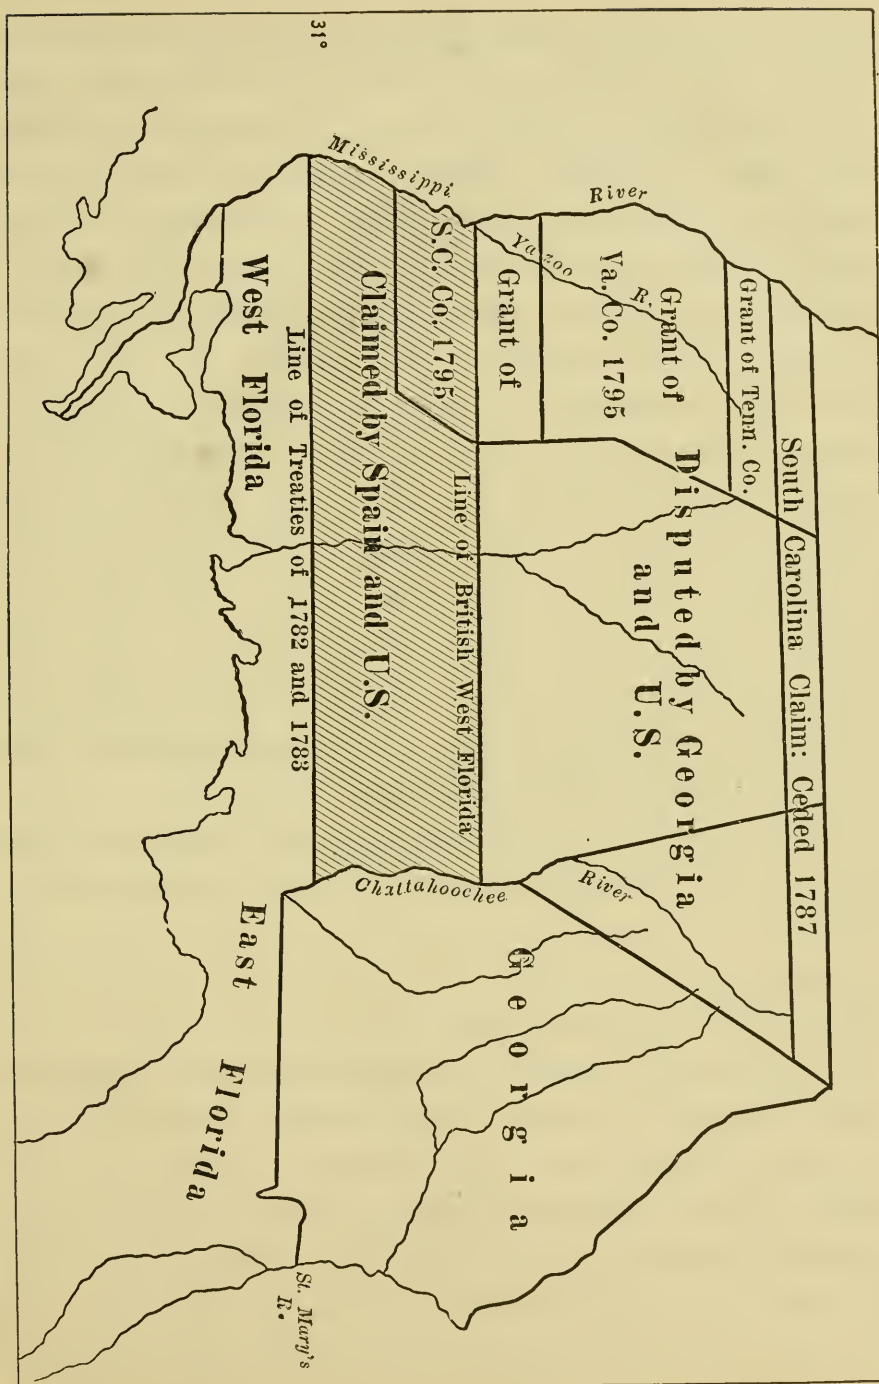 South Carolina Claim: Ceded 1787
Grant of Tenn. Co.
Disputed by Georgia
and U.S.
Grant of
Va. Co. 1795
River
Yazoo R.
Grant of
S.C. Co. 1795
Mississippi
Line of British West Florida
Claimed by Spain and U.S.
31°
Line of Treaties of 1782 and 1783
West Florida
River
Chattahoochee
Georgia
East Florida
St. Mary's
R.